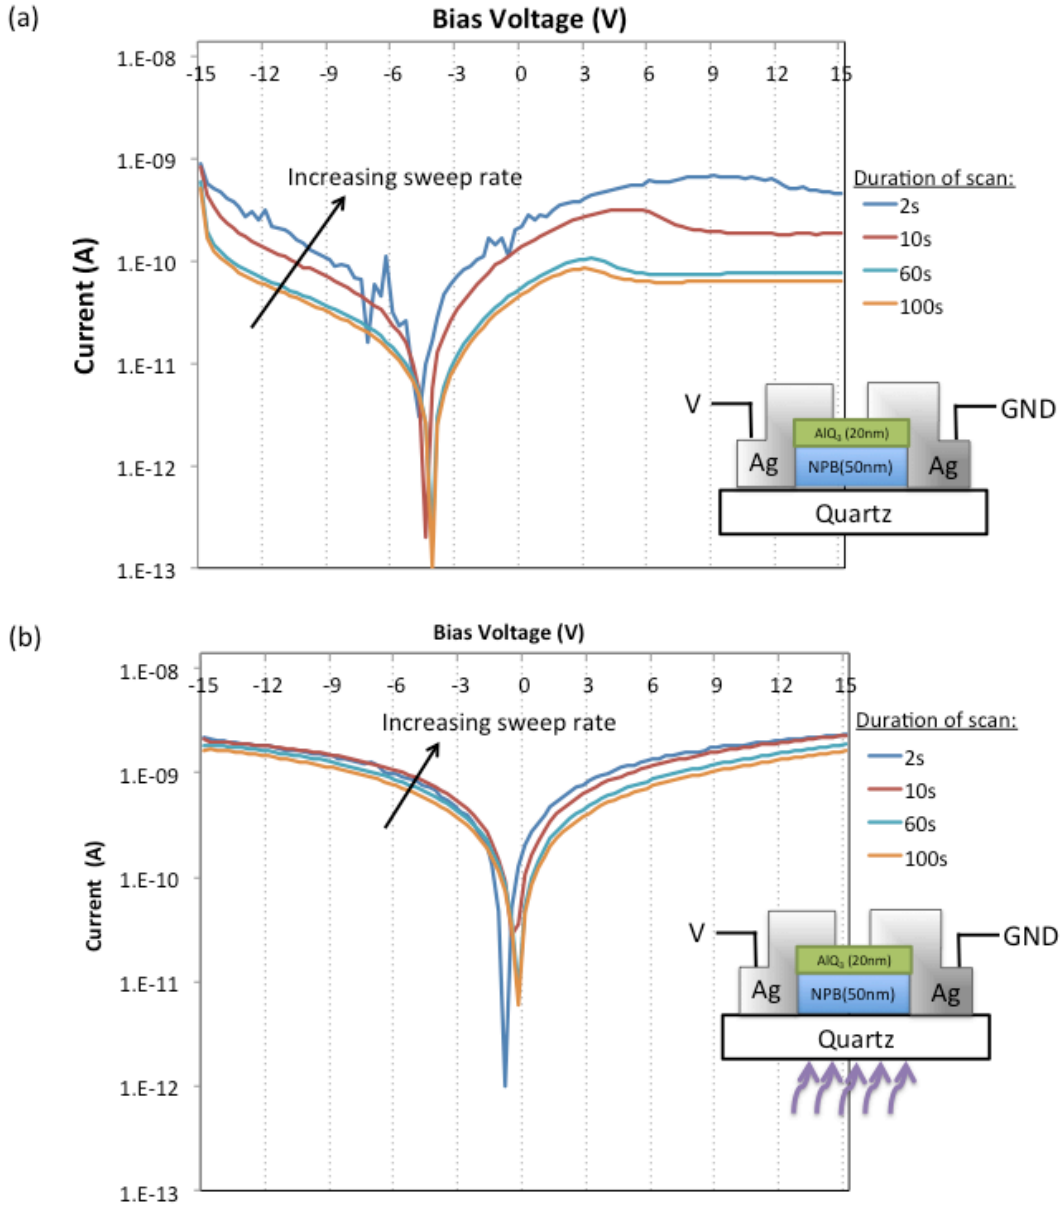 (a)
Bias Voltage (V)
1.E-08
-15 -12 -9 -6 -3 0 3 6 9 12 15
1.E-09
Increasing sweep rate
Duration of scan:
2s
10s
60s
100s
1.E-10
Current (A)
1.E-11
V
GND
AlQ₃ (20nm)
Ag
NPB(50nm)
Ag
1.E-12
Quartz
1.E-13
(b)
Bias Voltage (V)
1.E-08
-15 -12 -9 -6 -3 0 3 6 9 12 15
Increasing sweep rate
Duration of scan:
2s
10s
60s
100s
1.E-09
1.E-10
Current (A)
V
GND
AlQ₃ (20nm)
1.E-11
Ag
NPB(50nm)
Ag
Quartz
1.E-12
1.E-13